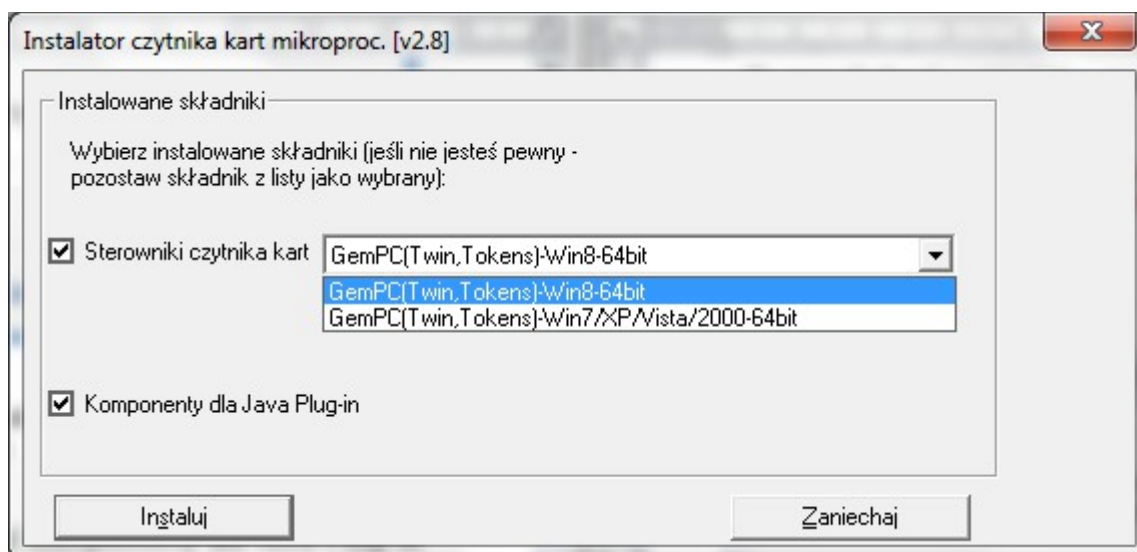 Instalator czytnika kart mikroproc. [v2.8]
Instalowane składniki
Wybierz instalowane składniki (jeśli nie jesteś pewny -
pozostaw składnik z listy jako wybrany):
Sterowniki czytnika kart
GemPC(Twin,Tokens)-Win8-64bit
GemPC(Twin,Tokens)-Win8-64bit
GemPC(Twin,Tokens)-Win7/XP/Vista/2000-64bit
Komponenty dla Java Plug-in
Instaluj
Zaniechaj